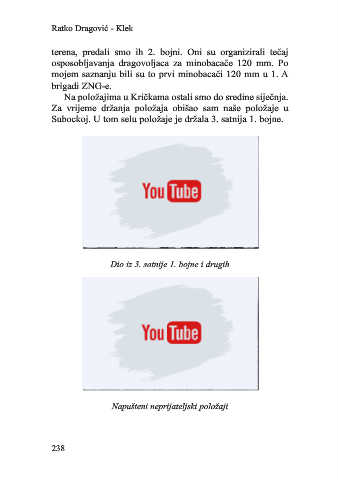 Ratko Dragović - Klek
terena, predali smo ih 2. bojni. Oni su organizirali tečaj
osposobljavanja dragovoljaca za minobacače 120 mm. Po
mojem saznanju bili su to prvi minobacači 120 mm u 1. A
brigadi ZNG-e.
Na položajima u Kričkama ostali smo do sredine siječnja.
Za vrijeme držanja položaja obišao sam naše položaje u
Subockoj. U tom selu položaje je držala 3. satnija 1. bojne.
YouTube
Dio iz 3. satnije 1. bojne i drugih
YouTube
Napušteni neprijateljski položaji
238